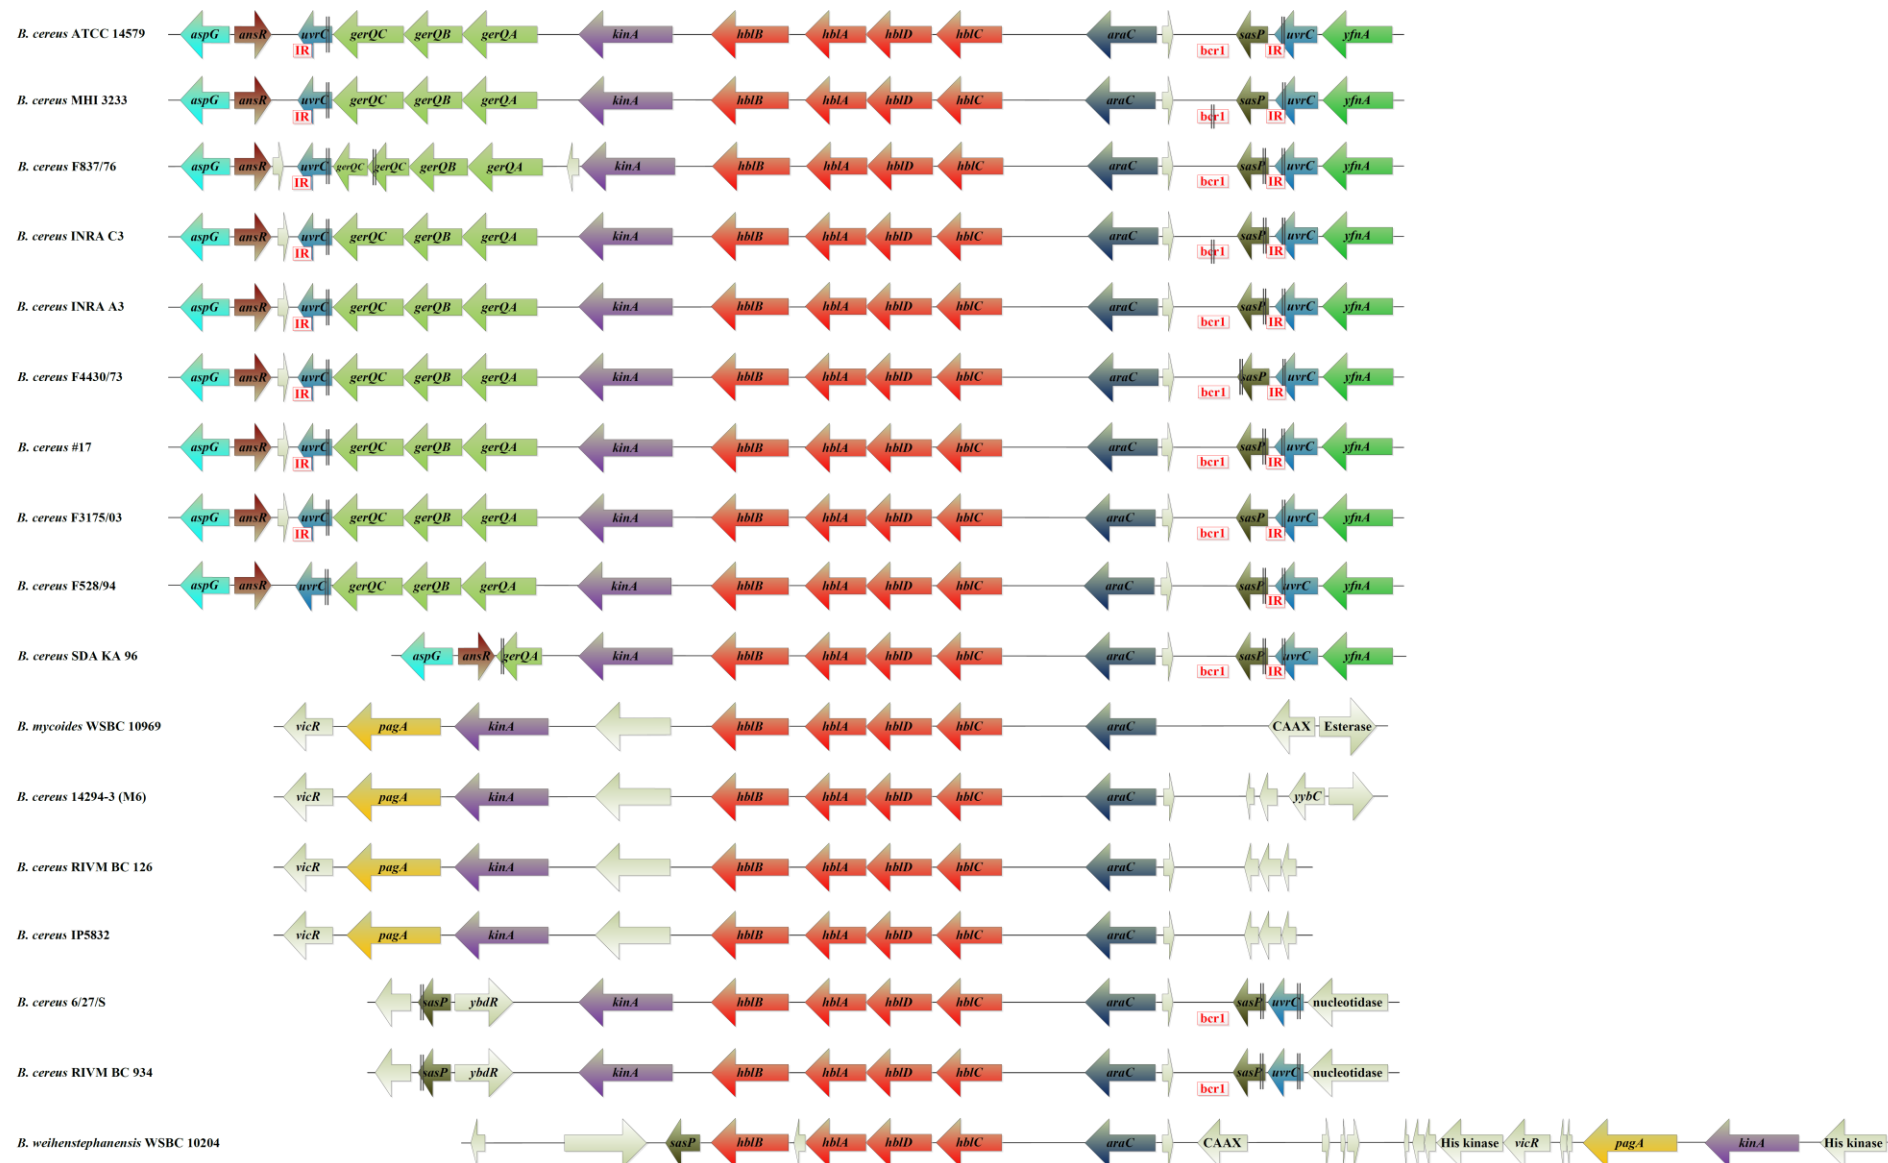 B. cereus ATCC 14579 aspG ansR uvrC gerQC gerQB gerQA kinA hblB hblA hblD hblC araC sasP uvrC yfnA
IR bcr1 IR
B. cereus MHI 3233 aspG ansR uvrC gerQC gerQB gerQA kinA hblB hblA hblD hblC araC sasP uvrC yfnA
IR bcr1 IR
B. cereus F837/76 aspG ansR uvrC gerQC gerQC gerQB gerQA kinA hblB hblA hblD hblC araC sasP uvrC yfnA
IR bcr1 IR
B. cereus INRA C3 aspG ansR uvrC gerQC gerQB gerQA kinA hblB hblA hblD hblC araC sasP uvrC yfnA
IR bcr1 IR
B. cereus INRA A3 aspG ansR uvrC gerQC gerQB gerQA kinA hblB hblA hblD hblC araC sasP uvrC yfnA
IR bcr1 IR
B. cereus F4430/73 aspG ansR uvrC gerQC gerQB gerQA kinA hblB hblA hblD hblC araC sasP uvrC yfnA
IR bcr1 IR
B. cereus #17 aspG ansR uvrC gerQC gerQB gerQA kinA hblB hblA hblD hblC araC sasP uvrC yfnA
IR bcr1 IR
B. cereus F3175/03 aspG ansR uvrC gerQC gerQB gerQA kinA hblB hblA hblD hblC araC sasP uvrC yfnA
IR bcr1 IR
B. cereus F528/94 aspG ansR uvrC gerQC gerQB gerQA kinA hblB hblA hblD hblC araC sasP uvrC yfnA
bcr1 IR
B. cereus SDA KA 96 aspG ansR gerQA kinA hblB hblA hblD hblC araC sasP uvrC yfnA
bcr1 IR
B. mycoides WSBC 10969 vicR pagA kinA hblB hblA hblD hblC araC CAAX Esterase
B. cereus 14294-3 (M6) vicR pagA kinA hblB hblA hblD hblC araC yybC
B. cereus RIVM BC 126 vicR pagA kinA hblB hblA hblD hblC araC
B. cereus IP5832 vicR pagA kinA hblB hblA hblD hblC araC
B. cereus 6/27/S sasP ybdR kinA hblB hblA hblD hblC araC sasP uvrC nucleotidase
bcr1
B. cereus RIVM BC 934 sasP ybdR kinA hblB hblA hblD hblC araC sasP uvrC nucleotidase
bcr1
B. weihenstephanensis WSBC 10204 sasP hblB hblA hblD hblC araC CAAX His kinase vicR pagA kinA His kinase